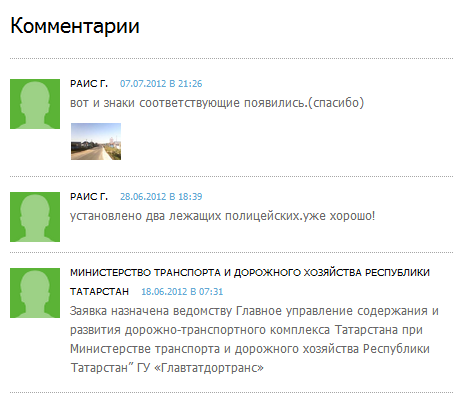 Комментарии
РАИС Г. 07.07.2012 В 21:26
вот и знаки соответствующие появились.(спасибо)
РАИС Г. 28.06.2012 В 18:39
установлено два лежащих полицейских.уже хорошо!
МИНИСТЕРСТВО ТРАНСПОРТА И ДОРОЖНОГО ХОЗЯЙСТВА РЕСПУБЛИКИ
ТАТАРСТАН 18.06.2012 В 07:31
Заявка назначена ведомству Главное управление содержания и
развития дорожно-транспортного комплекса Татарстана при
Министерстве транспорта и дорожного хозяйства Республики
Татарстан” ГУ «Главтатдортранс»